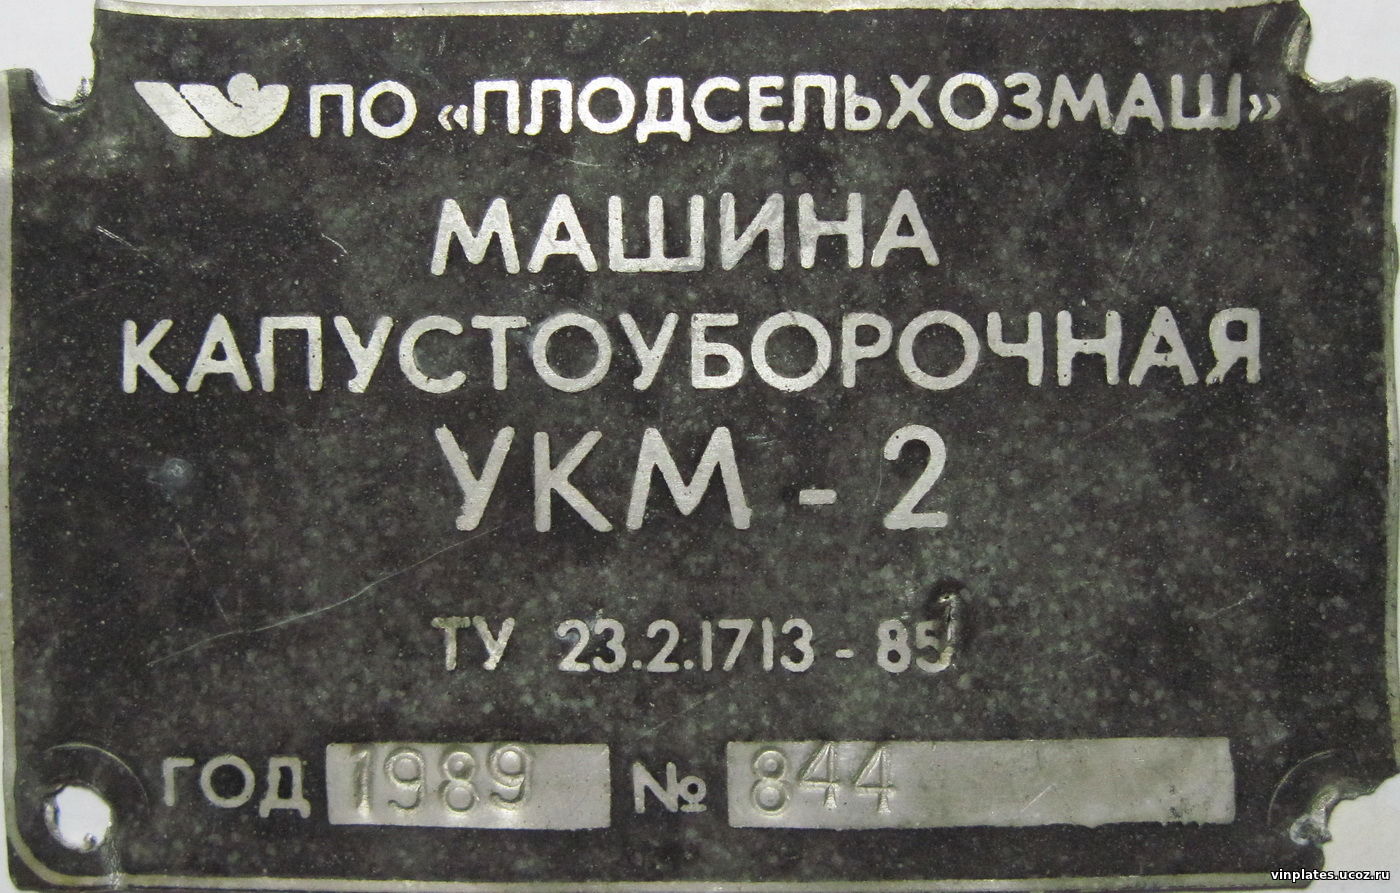 ПО «ПЛОДСЕЛЬХОЗМАШ»
МАШИНА
КАПУСТОУБОРОЧНАЯ
УКМ - 2
ТУ 23.2.1713 - 85
ГОД 1989 № 844
vinplates.ucoz.ru